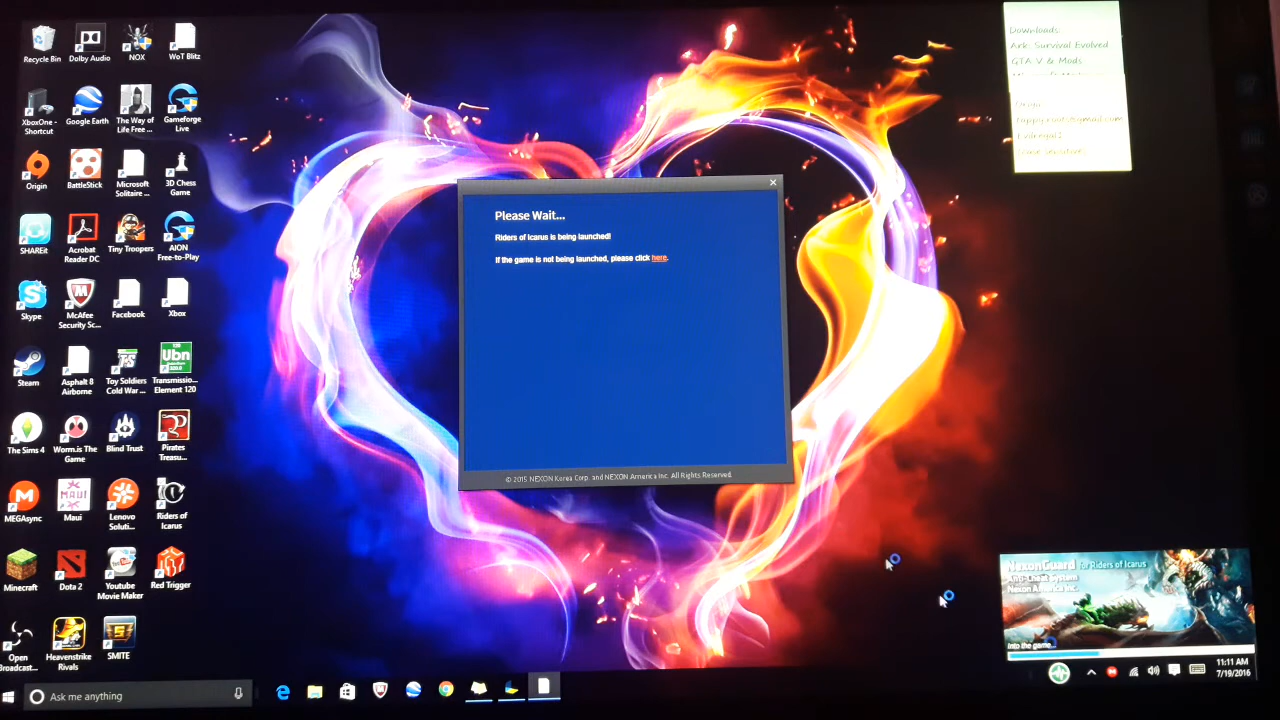 Recycle Bin
Dolby Audio
NOX
WoT Blitz
XboxOne -
Shortcut
Google Earth
The Way of
Life Free ...
Gameforge
Live
Origin
BattleStick
Microsoft
Solitaire ...
3D Chess
Game
SHAREit
Acrobat
Reader DC
Tiny Troopers
AION
Free-to-Play
Skype
McAfee
Security Sc...
Facebook
Xbox
Steam
Asphalt 8
Airborne
Toy Soldiers
Cold War ...
Ubn
Transmissio...
Element 120
The Sims 4
Worm.is The
Game
Blind Trust
Pirates
Treasu...
MEGAsync
MAUI
Maui
Lenovo
Soluti...
Riders of
Icarus
Minecraft
Dota 2
Youtube
Movie Maker
Red Trigger
Open
Broadcast...
Heavenstrike
Rivals
SMITE
Downloads:
Ark: Survival Evolved
GTA V & Mods
Please Wait...
Riders of Icarus is being launched!
If the game is not being launched, please click here.
© 2015 NEXON Korea Corp. and NEXON America Inc. All Rights Reserved.
NexonGuard for Riders of Icarus
Anti-Cheat System
Nexon America Inc.
Into the game...
Ask me anything
11:11 AM
7/19/2016